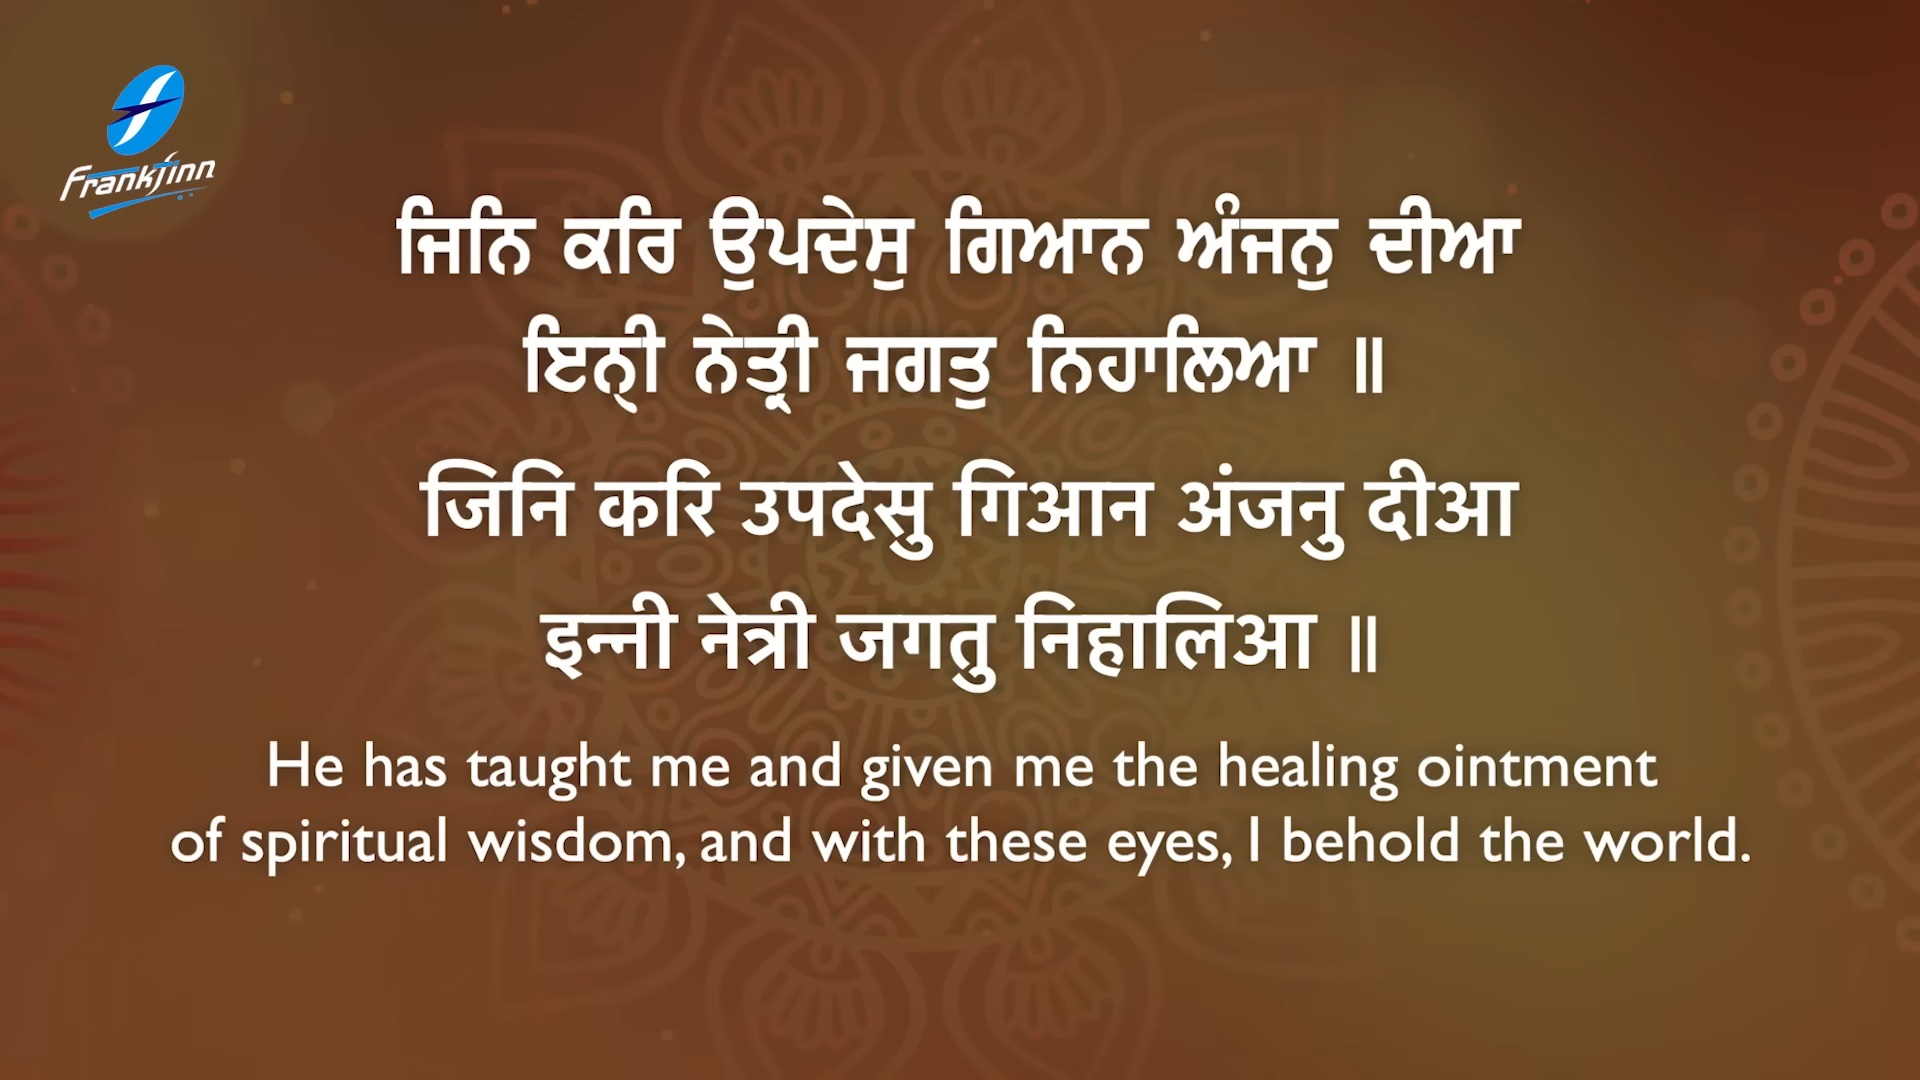 Frankfinn
ਜਿਨਿ ਕਰਿ ਉਪਦੇਸੁ ਗਿਆਨ ਅੰਜਨੁ ਦੀਆ
ਇਨ੍ਹੀ ਨੇਤ੍ਰੀ ਜਗਤੁ ਨਿਹਾਲਿਆ ॥
जिनि करि उपदेसु गिआन अंजनु दीआ
इन्नी नेत्री जगतु निहालिआ ॥
He has taught me and given me the healing ointment
of spiritual wisdom, and with these eyes, I behold the world.